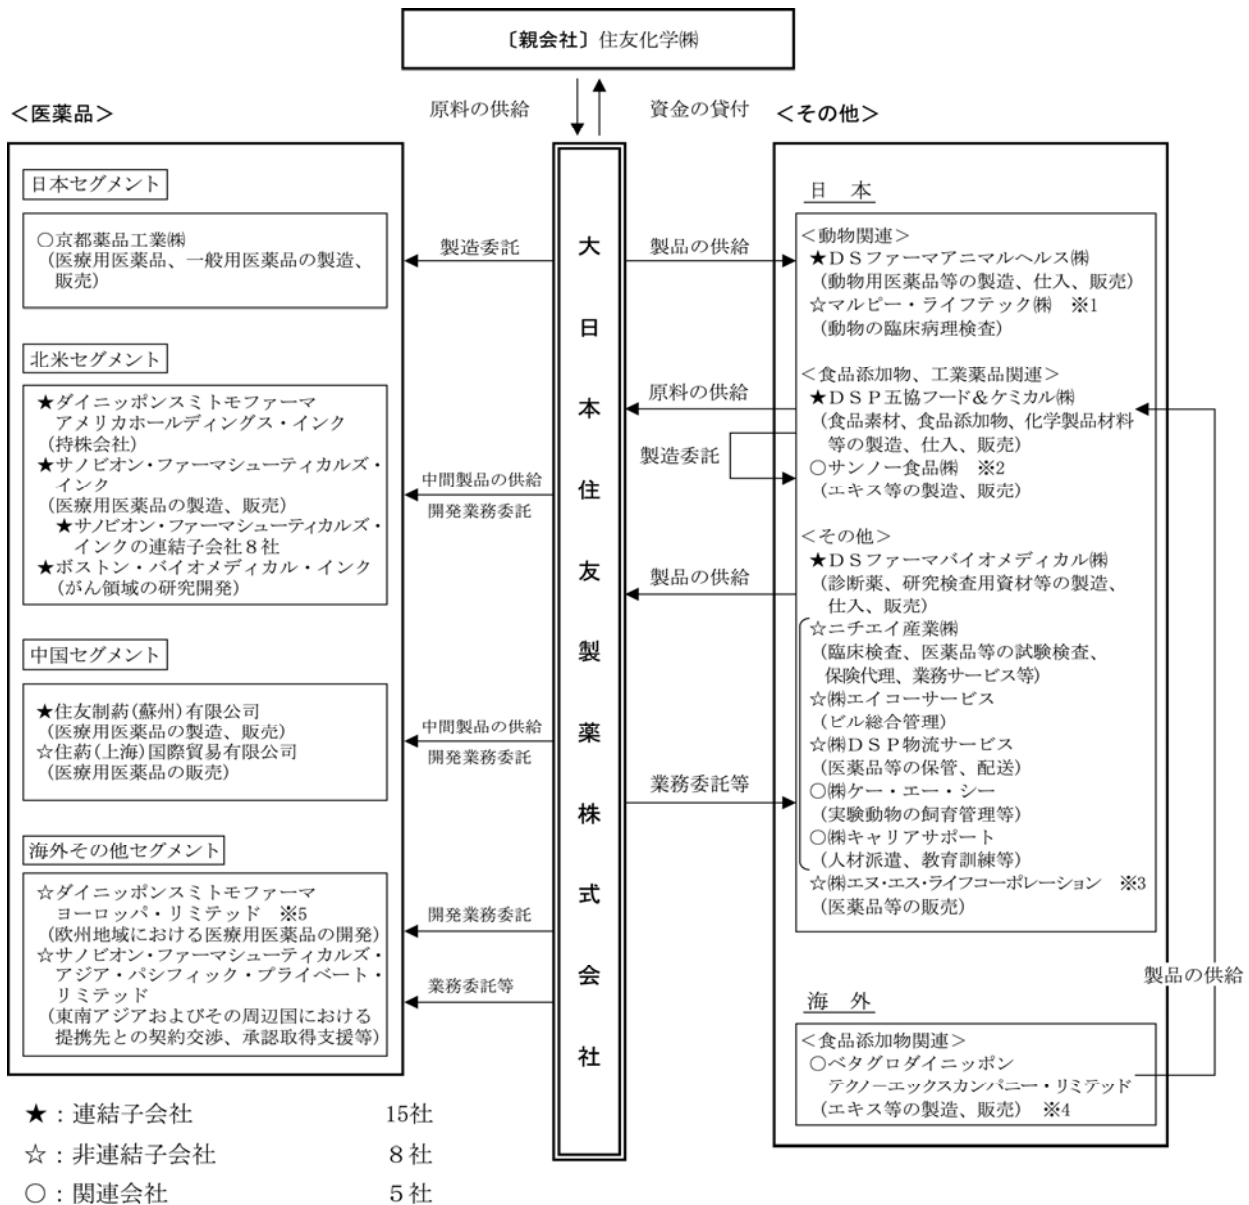 〔親会社〕住友化学㈱
原料の供給
資金の貸付
＜医薬品＞
日本セグメント
○京都薬品工業㈱
(医療用医薬品、一般用医薬品の製造、
販売)
北米セグメント
★ダイニッポンスミトモファーマ
アメリカホールディングス・インク
(持株会社)
★サノビオン・ファーマシューティカルズ・
インク
(医療用医薬品の製造、販売)
★サノビオン・ファーマシューティカルズ・
インクの連結子会社８社
★ボストン・バイオメディカル・インク
(がん領域の研究開発)
中国セグメント
★住友制葯(蘇州)有限公司
(医療用医薬品の製造、販売)
☆住葯(上海)国際貿易有限公司
(医療用医薬品の販売)
海外その他セグメント
☆ダイニッポンスミトモファーマ
ヨーロッパ・リミテッド　※5
(欧州地域における医療用医薬品の開発)
☆サノビオン・ファーマシューティカルズ・
アジア・パシフィック・プライベート・
リミテッド
(東南アジアおよびその周辺国における
提携先との契約交渉、承認取得支援等)
製造委託
中間製品の供給
開発業務委託
中間製品の供給
開発業務委託
開発業務委託
業務委託等
大日本住友製薬株式会社
製品の供給
原料の供給
製造委託
製品の供給
業務委託等
＜その他＞
日　本
＜動物関連＞
★ＤＳファーマアニマルヘルス㈱
(動物用医薬品等の製造、仕入、販売)
☆マルピー・ライフテック㈱　※1
(動物の臨床病理検査)
＜食品添加物、工業薬品関連＞
★ＤＳＰ五協フード＆ケミカル㈱
(食品素材、食品添加物、化学製品材料
等の製造、仕入、販売)
○サンノー食品㈱　※2
(エキス等の製造、販売)
＜その他＞
★ＤＳファーマバイオメディカル㈱
(診断薬、研究検査用資材等の製造、
仕入、販売)
☆ニチエイ産業㈱
(臨床検査、医薬品等の試験検査、
保険代理、業務サービス等)
☆㈱エイコーサービス
(ビル総合管理)
☆㈱ＤＳＰ物流サービス
(医薬品等の保管、配送)
○㈱ケー・エー・シー
(実験動物の飼育管理等)
○㈱キャリアサポート
(人材派遣、教育訓練等)
☆㈱エヌ・エス・ライフコーポレーション　※3
(医薬品等の販売)
製品の供給
海　外
＜食品添加物関連＞
○ベタグロダイニッポン
テクノ－エックスカンパニー・リミテッド
(エキス等の製造、販売)　※4
★：連結子会社　15社
☆：非連結子会社　８社
○：関連会社　５社